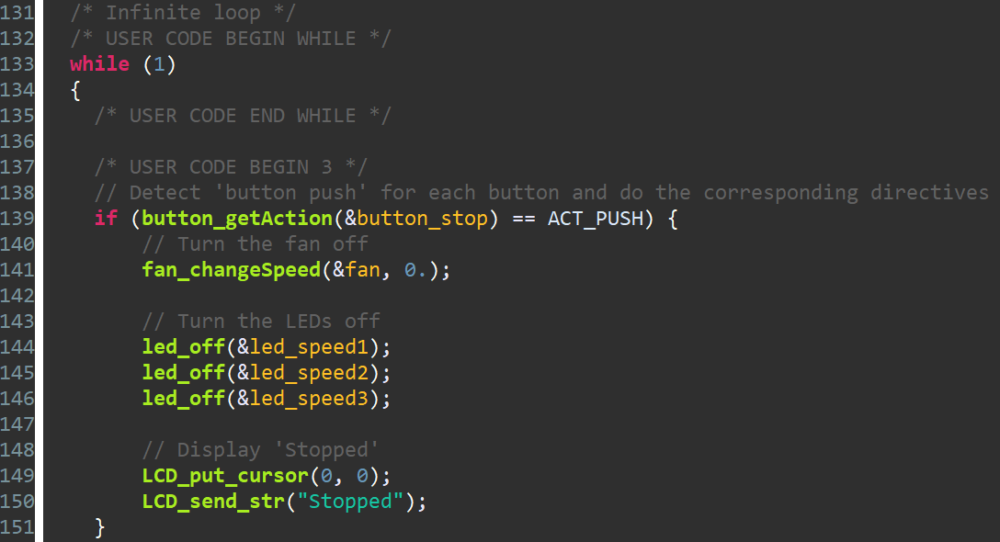 131 /* Infinite loop */
132 /* USER CODE BEGIN WHILE */
133 while (1)
134 {
135 /* USER CODE END WHILE */
136
137 /* USER CODE BEGIN 3 */
138 // Detect 'button push' for each button and do the corresponding directives
139 if (button_getAction(&button_stop) == ACT_PUSH) {
140 // Turn the fan off
141 fan_changeSpeed(&fan, 0.);
142
143 // Turn the LEDs off
144 led_off(&led_speed1);
145 led_off(&led_speed2);
146 led_off(&led_speed3);
147
148 // Display 'Stopped'
149 LCD_put_cursor(0, 0);
150 LCD_send_str("Stopped");
151 }